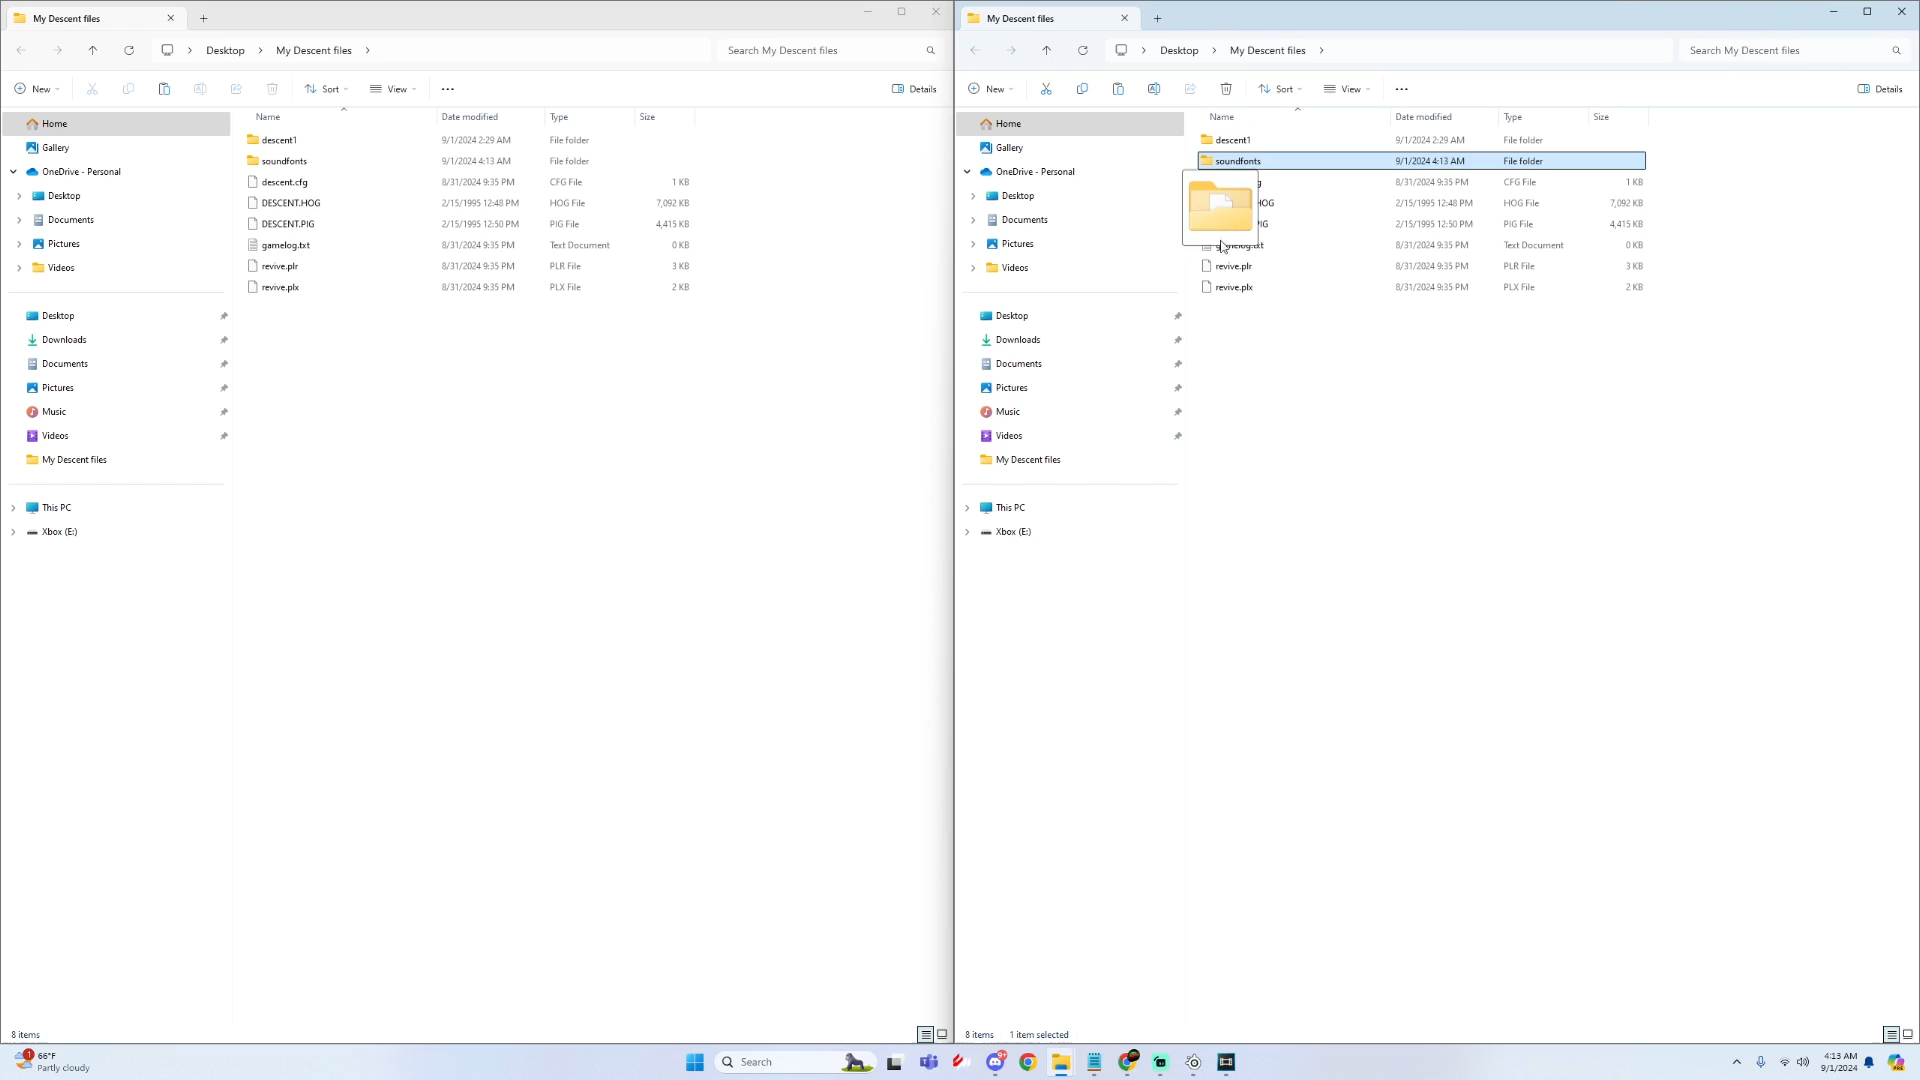 My Descent files
Desktop > My Descent files >
Search My Descent files
New
Sort
View
Details
Home
Gallery
OneDrive - Personal
Desktop
Documents
Pictures
Videos
Desktop
Downloads
Documents
Pictures
Music
Videos
My Descent files
This PC
Xbox (E:)
Name Date modified Type Size
descent1 9/1/2024 2:29 AM File folder
soundfonts 9/1/2024 4:13 AM File folder
descent.cfg 8/31/2024 9:35 PM CFG File 1 KB
DESCENT.HOG 2/15/1995 12:48 PM HOG File 7,092 KB
DESCENT.PIG 2/15/1995 12:50 PM PIG File 4,415 KB
gamelog.txt 8/31/2024 9:35 PM Text Document 0 KB
revive.plr 8/31/2024 9:35 PM PLR File 3 KB
revive.plx 8/31/2024 9:35 PM PLX File 2 KB
8 items
My Descent files
Desktop > My Descent files >
Search My Descent files
New
Sort
View
Details
Home
Gallery
OneDrive - Personal
Desktop
Documents
Pictures
Videos
Desktop
Downloads
Documents
Pictures
Music
Videos
My Descent files
This PC
Xbox (E:)
Name Date modified Type Size
descent1 9/1/2024 2:29 AM File folder
soundfonts 9/1/2024 4:13 AM File folder
8/31/2024 9:35 PM CFG File 1 KB
HOG 2/15/1995 12:48 PM HOG File 7,092 KB
PIG 2/15/1995 12:50 PM PIG File 4,415 KB
gamelog.txt 8/31/2024 9:35 PM Text Document 0 KB
revive.plr 8/31/2024 9:35 PM PLR File 3 KB
revive.plx 8/31/2024 9:35 PM PLX File 2 KB
8 items 1 item selected
1
66°F
Partly cloudy
Search
9+
4:13 AM
9/1/2024